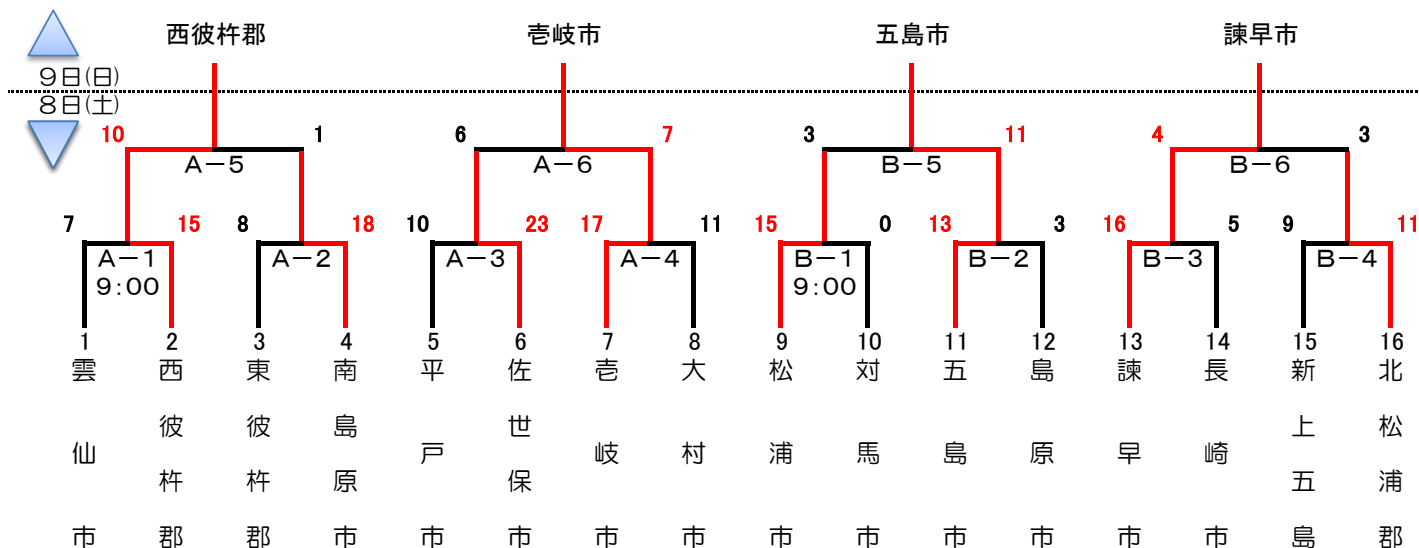 西彼杵郡 壱岐市 五島市 諫早市
9日(日)
8日(土)
10 1 6 7 3 11 4 3
A-5 A-6 B-5 B-6
7 15 8 18 10 23 17 11 15 0 13 3 16 5 9 11
A-1 A-2 A-3 A-4 B-1 B-2 B-3 B-4
9:00 9:00
1 2 3 4 5 6 7 8 9 10 11 12 13 14 15 16
雲仙市
西彼杵郡
東彼杵郡
南島原市
平戸市
佐世保市
壱岐市
大村市
松浦市
対馬市
五島市
島原市
諫早市
長崎市
新上五島
北松浦郡